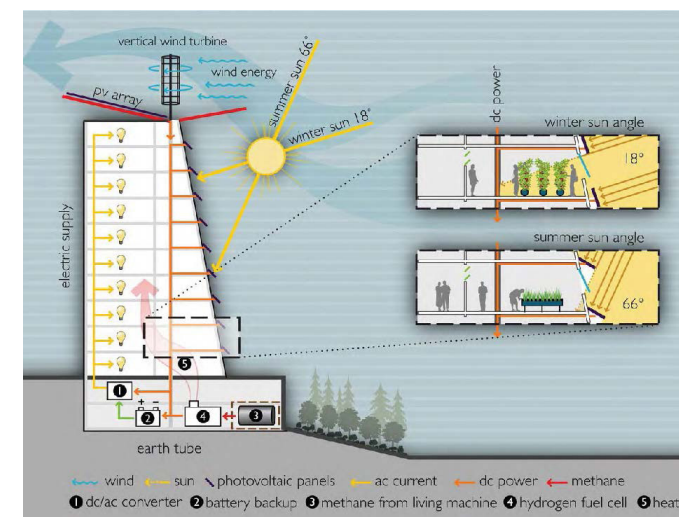 vertical wind turbine
wind energy
pv array
summer sun 66°
winter sun 18°
dc power
winter sun angle
18°
summer sun angle
66°
electric supply
5
1
+ −
2
4
3
earth tube
wind sun photovoltaic panels ac current dc power methane
1 dc/ac converter 2 battery backup 3 methane from living machine 4 hydrogen fuel cell 5 heat